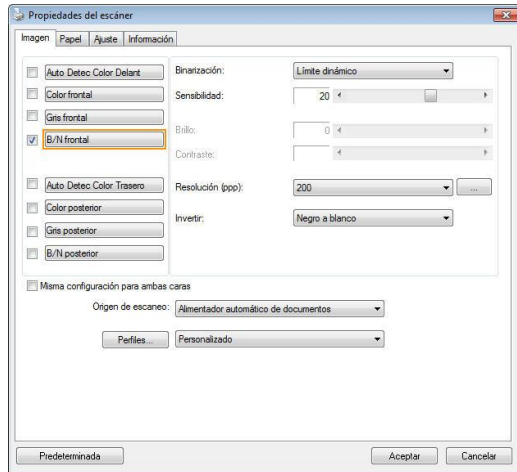 Propiedades del escáner
Imagen Papel Ajuste Información
Auto Detec Color Delant
Color frontal
Gris frontal
B/N frontal
Auto Detec Color Trasero
Color posterior
Gris posterior
B/N posterior
Binarización: Límite dinámico
Sensibilidad: 20
Brillo: 0
Contraste:
Resolución (ppp): 200 ...
Invertir: Negro a blanco
Misma configuración para ambas caras
Origen de escaneo: Alimentador automático de documentos
Perfiles... Personalizado
Predeterminada Aceptar Cancelar